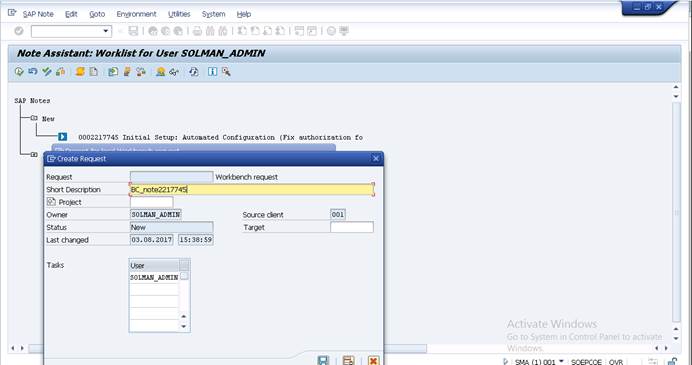 SAP Note Edit Goto Environment Utilities System Help
Note Assistant: Worklist for User SOLMAN_ADMIN
SAP Notes
New
0002217745 Initial Setup: Automated Configuration (Fix authorization fo
Create Request
Request Workbench request
Short Description BC_note2217745
Project
Owner SOLMAN_ADMIN Source client 001
Status New Target
Last changed 03.08.2017 15:38:59
Tasks User
SOLMAN_ADMIN
Activate Windows
Go to System in Control Panel to activate
Windows.
SMA (1) 001 SOEPCOE OVR